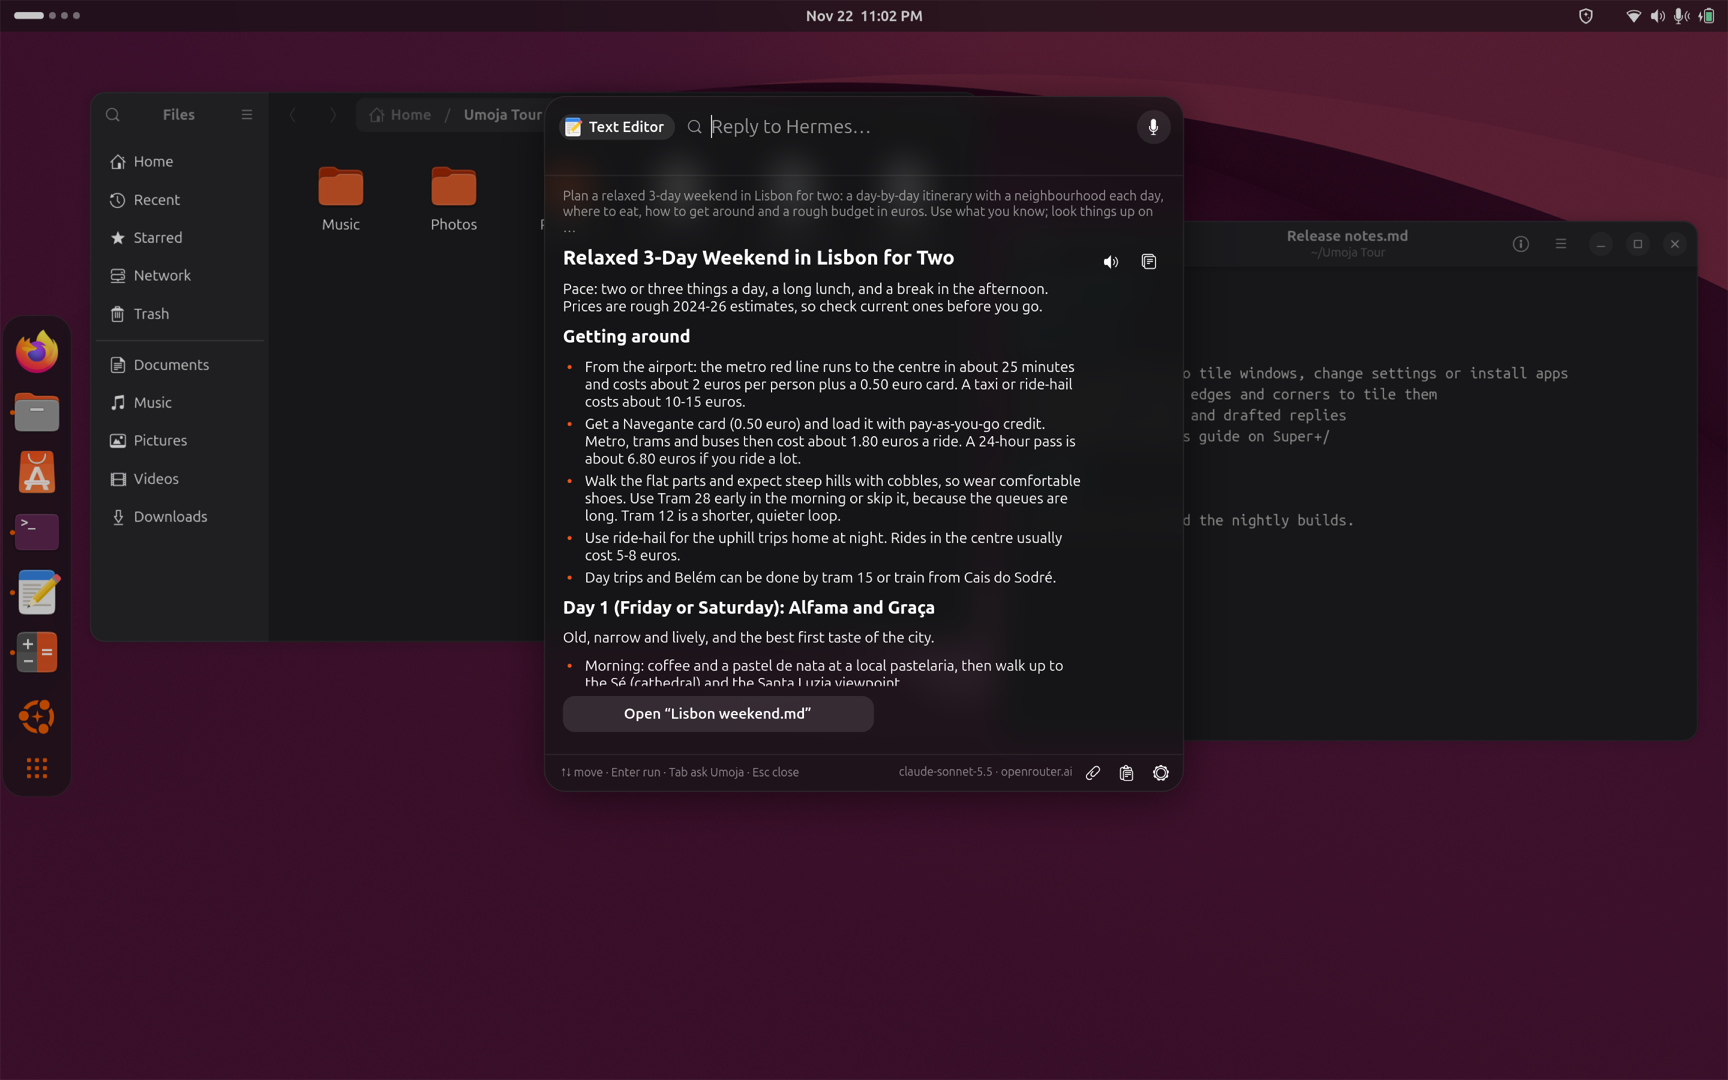 Nov 22 11:02 PM
Files
Home / Umoja Tour
Home
Recent
Starred
Network
Trash
Documents
Music
Pictures
Videos
Downloads
Music
Photos
Text Editor
Reply to Hermes…
Plan a relaxed 3-day weekend in Lisbon for two: a day-by-day itinerary with a neighbourhood each day,
where to eat, how to get around and a rough budget in euros. Use what you know; look things up on
…
Relaxed 3-Day Weekend in Lisbon for Two
Pace: two or three things a day, a long lunch, and a break in the afternoon.
Prices are rough 2024-26 estimates, so check current ones before you go.
Getting around
• From the airport: the metro red line runs to the centre in about 25 minutes
and costs about 2 euros per person plus a 0.50 euro card. A taxi or ride-hail
costs about 10-15 euros.
• Get a Navegante card (0.50 euro) and load it with pay-as-you-go credit.
Metro, trams and buses then cost about 1.80 euros a ride. A 24-hour pass is
about 6.80 euros if you ride a lot.
• Walk the flat parts and expect steep hills with cobbles, so wear comfortable
shoes. Use Tram 28 early in the morning or skip it, because the queues are
long. Tram 12 is a shorter, quieter loop.
• Use ride-hail for the uphill trips home at night. Rides in the centre usually
cost 5-8 euros.
• Day trips and Belém can be done by tram 15 or train from Cais do Sodré.
Day 1 (Friday or Saturday): Alfama and Graça
Old, narrow and lively, and the best first taste of the city.
• Morning: coffee and a pastel de nata at a local pastelaria, then walk up to
the Sé (cathedral) and the Santa Luzia viewpoint.
Open “Lisbon weekend.md”
↑↓ move · Enter run · Tab ask Umoja · Esc close
claude-sonnet-5.5 · openrouter.ai
Release notes.md
~/Umoja Tour
o tile windows, change settings or install apps
edges and corners to tile them
and drafted replies
s guide on Super+/
d the nightly builds.